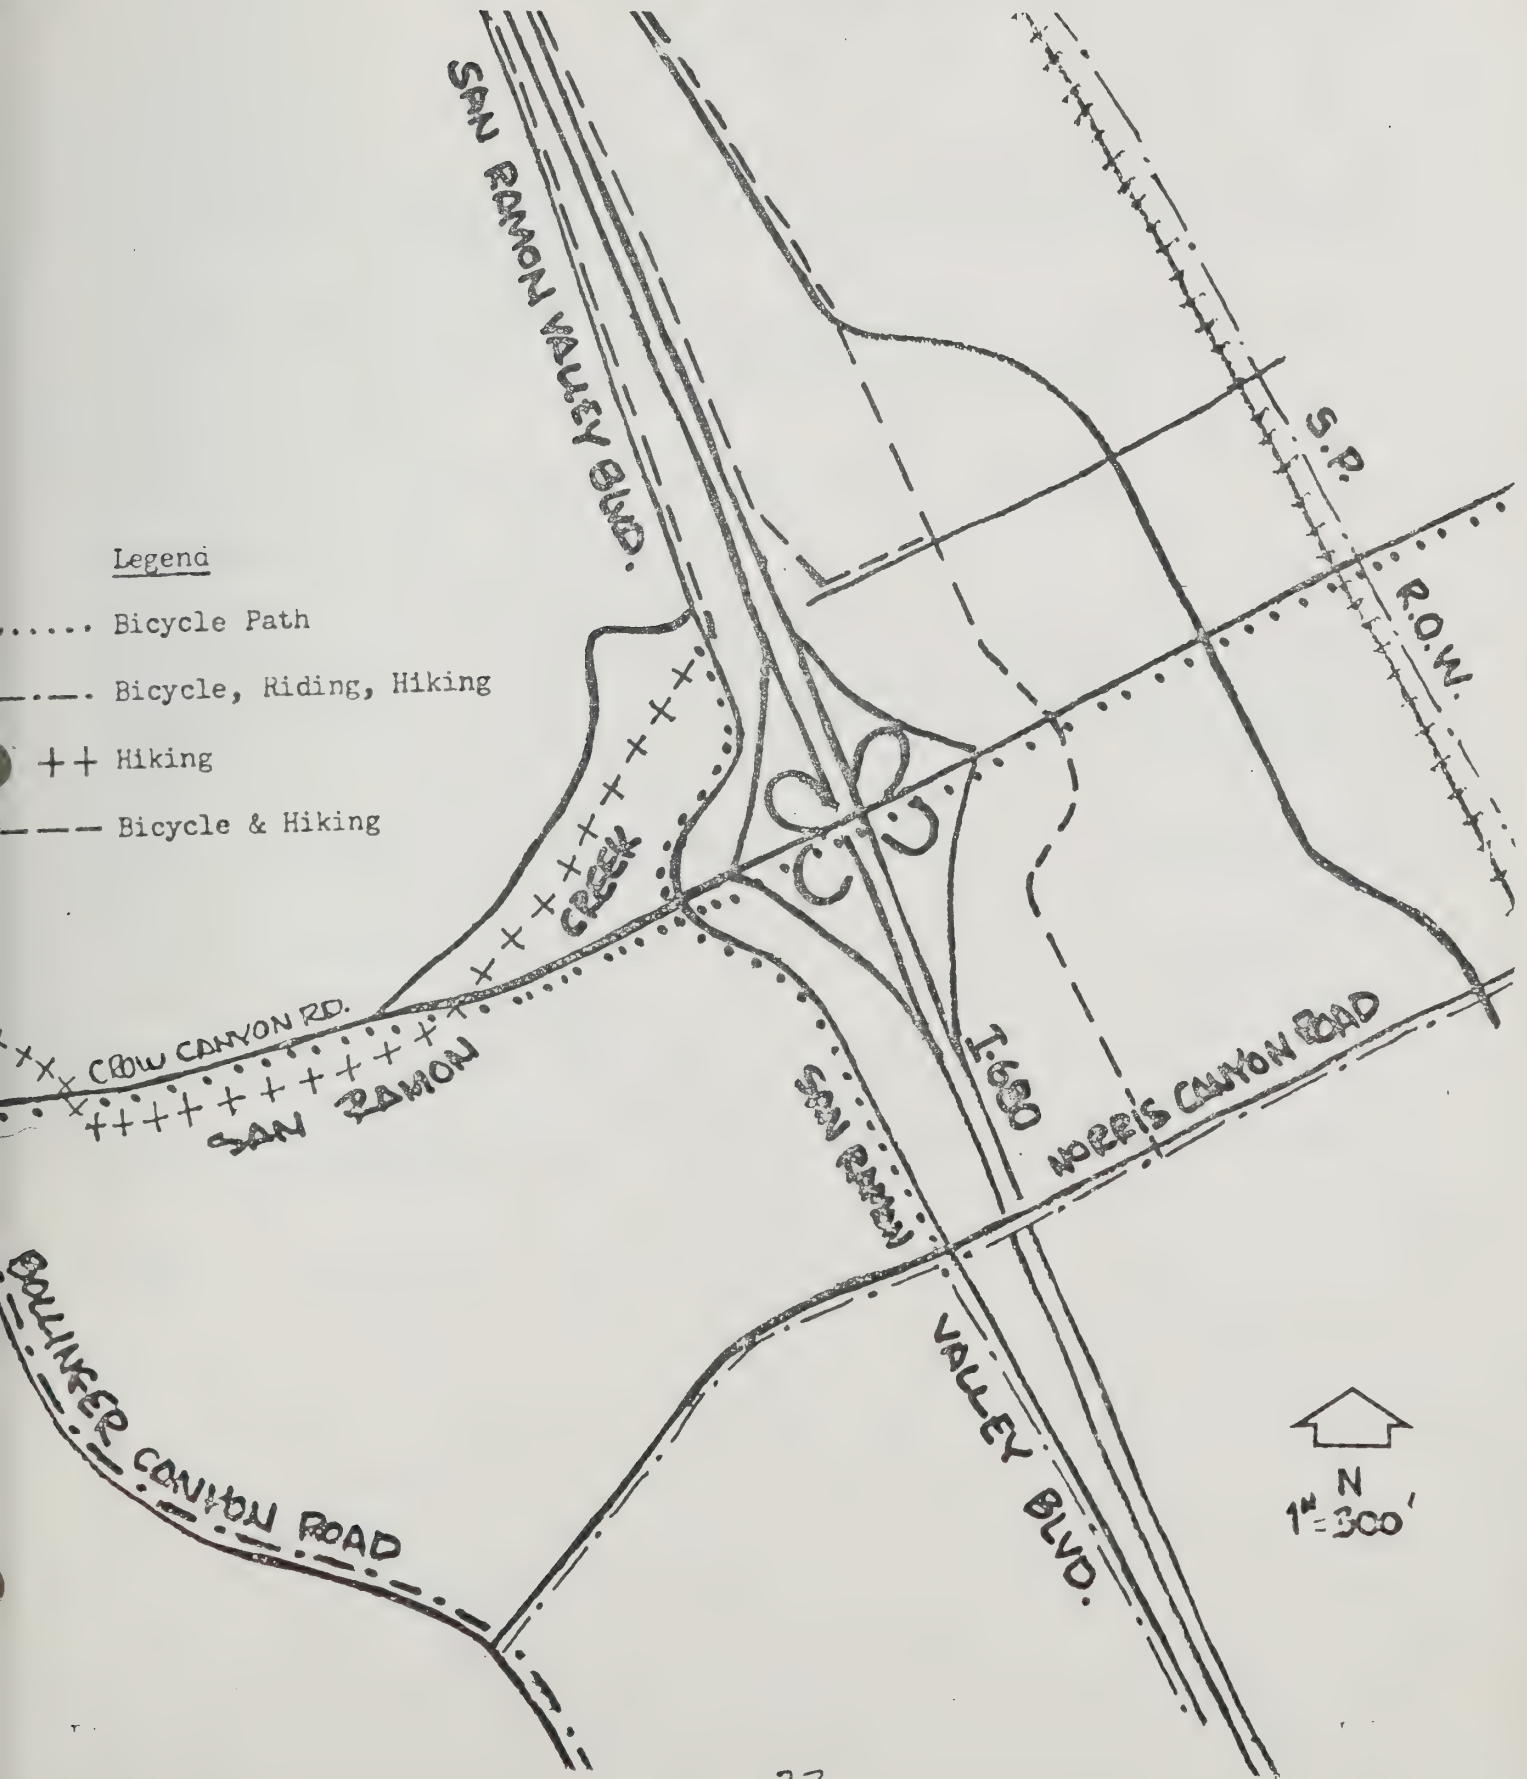 SAN RAMON VALLEY BLVD.
S.P.
R.O.W.
Legend
Bicycle Path
Bicycle, Riding, Hiking
Hiking
Bicycle & Hiking
CREEK
CROW CANYON RD.
SAN RAMON
I.680
NORRIS CANYON ROAD
SAN RAMON
VALLEY BLVD.
BOLLINGER CANYON ROAD
N
1"=300'